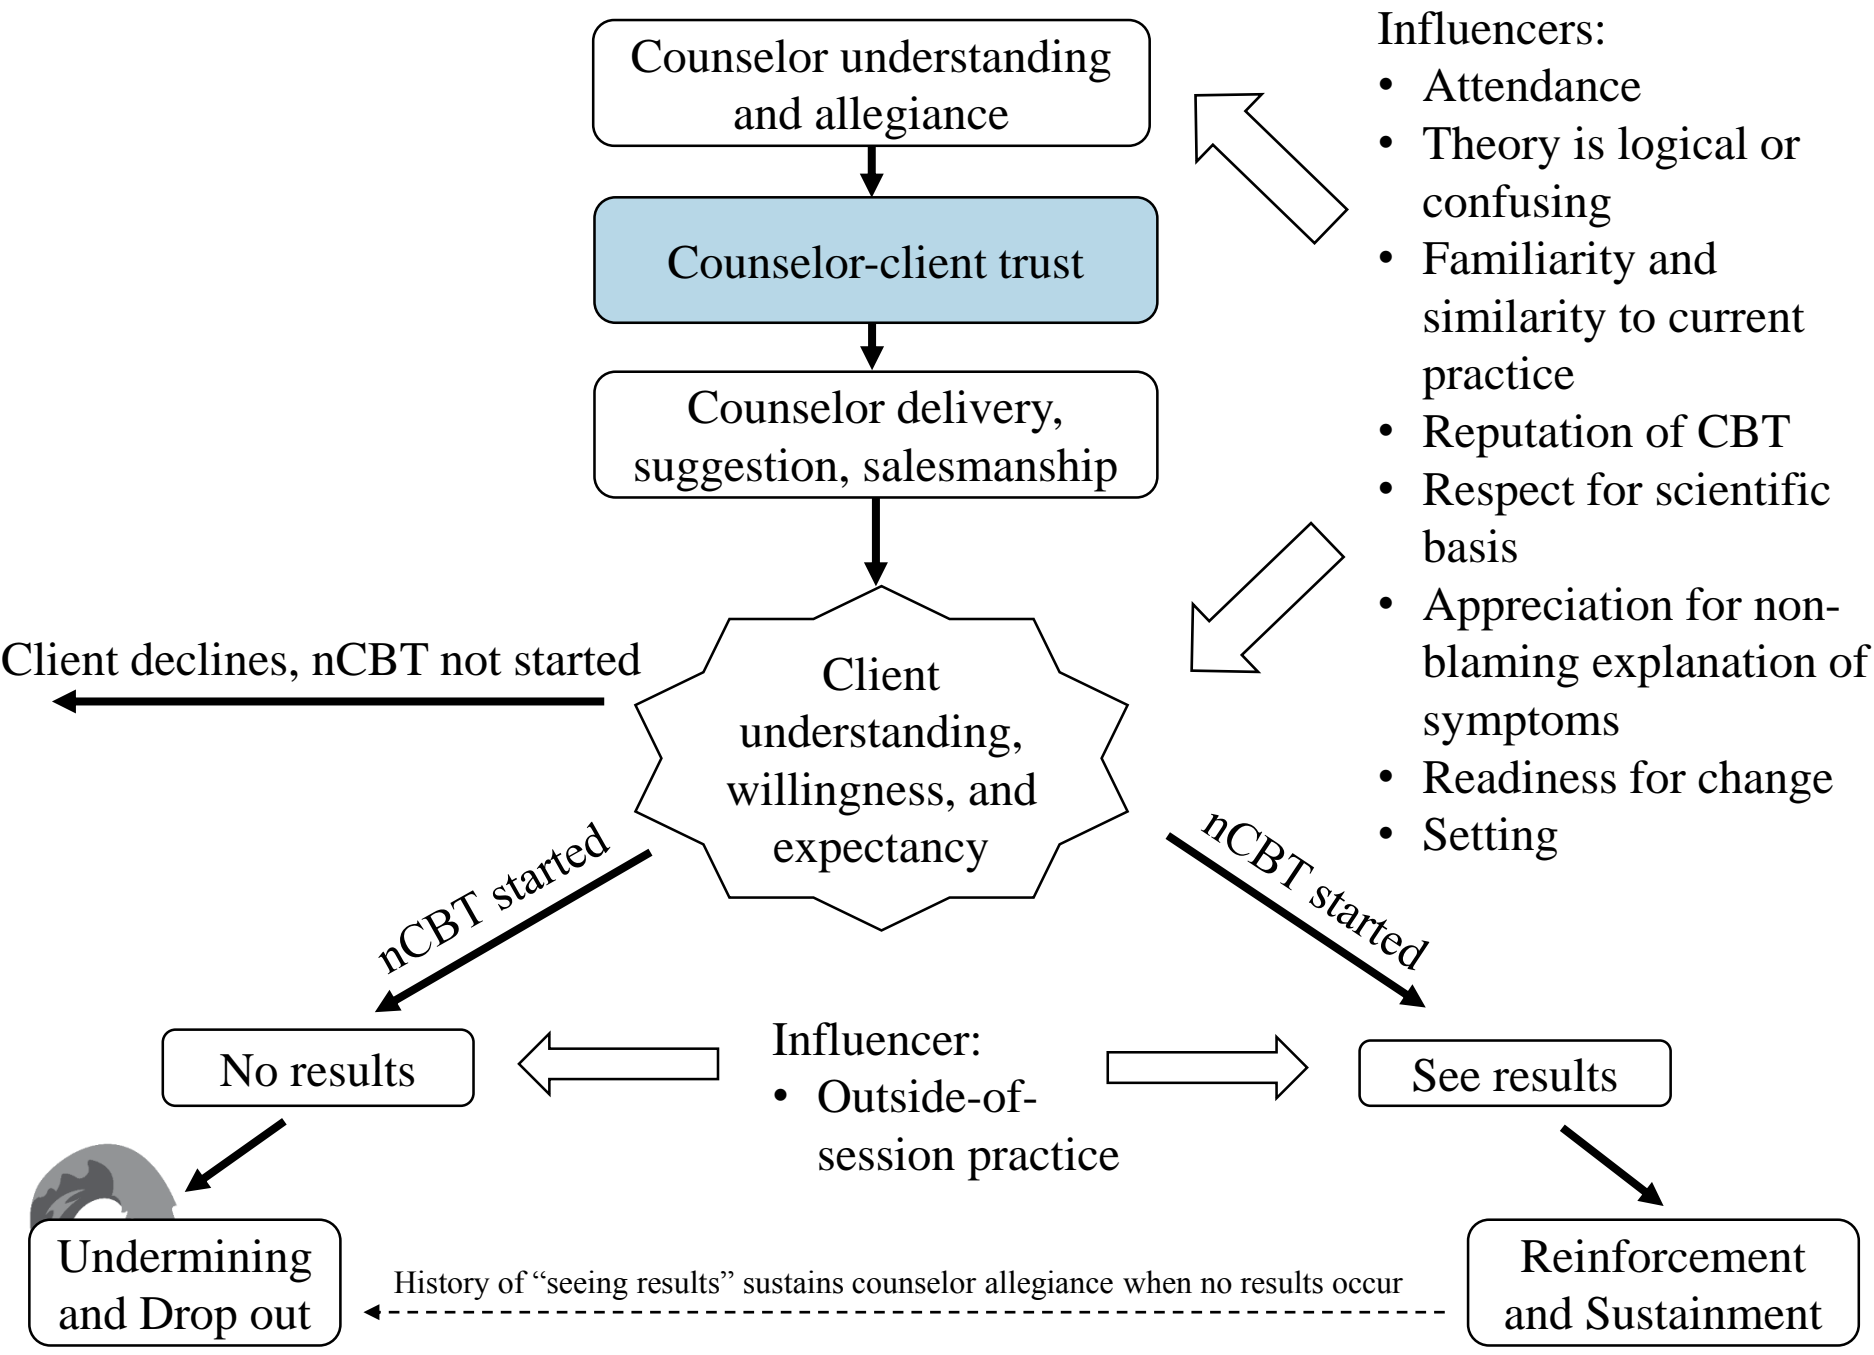 Counselor understanding
and allegiance
Counselor-client trust
Counselor delivery,
suggestion, salesmanship
Influencers:
• Attendance
• Theory is logical or
confusing
• Familiarity and
similarity to current
practice
• Reputation of CBT
• Respect for scientific
basis
• Appreciation for non-
blaming explanation of
symptoms
• Readiness for change
• Setting
Client declines, nCBT not started
Client
understanding,
willingness, and
expectancy
nCBT started
nCBT started
No results
Influencer:
• Outside-of-
session practice
See results
Undermining
and Drop out
History of “seeing results” sustains counselor allegiance when no results occur
Reinforcement
and Sustainment